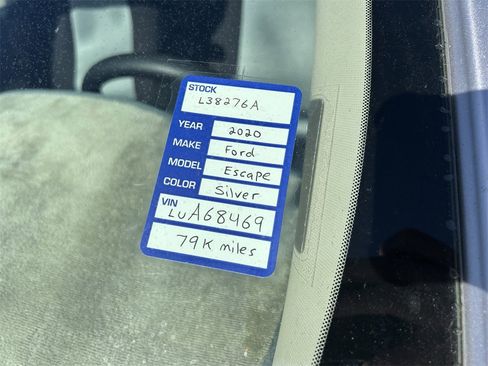 STOCK
L38276A
YEAR 2020
MAKE Ford
MODEL Escape
COLOR Silver
VIN
LUA68469
79K miles